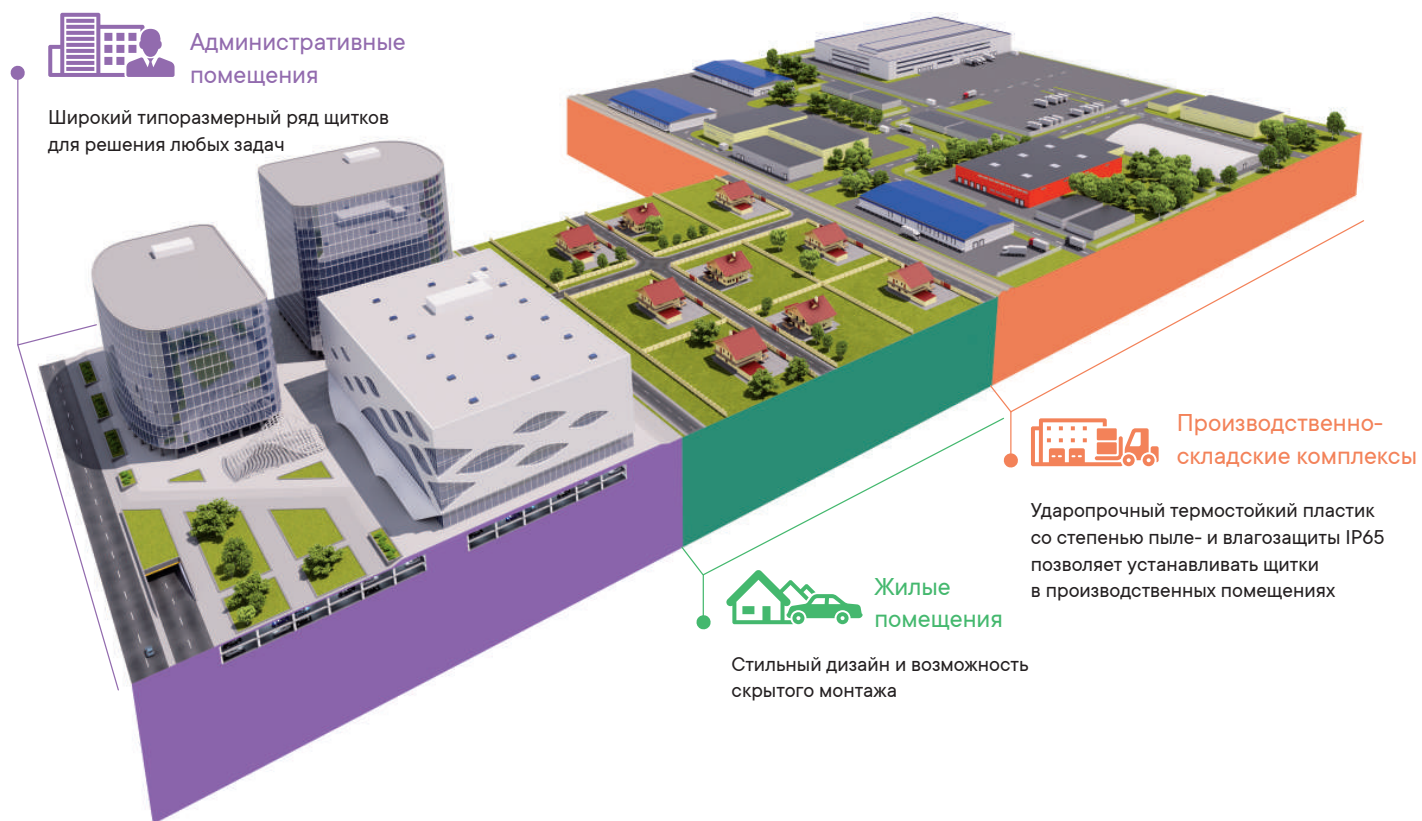 Административные
помещения
Широкий типоразмерный ряд щитков
для решения любых задач
Производственно-
складские комплексы
Ударопрочный термостойкий пластик
со степенью пыле- и влагозащиты IP65
позволяет устанавливать щитки
в производственных помещениях
Жилые
помещения
Стильный дизайн и возможность
скрытого монтажа